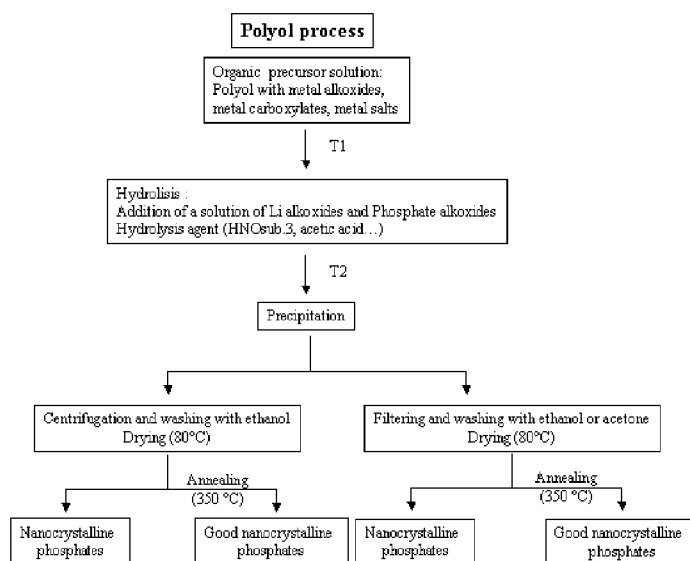 Polyol process
Organic precursor solution:
Polyol with metal alkoxides,
metal carboxylates, metal salts
T1
Hydrolisis :
Addition of a solution of Li alkoxides and Phosphate alkoxides
Hydrolysis agent (HNOsub.3, acetic acid…)
T2
Precipitation
Centrifugation and washing with ethanol
Drying (80°C)
Filtering and washing with ethanol or acetone
Drying (80°C)
Annealing
(350 °C)
Annealing
(350 °C)
Nanocrystalline
phosphates
Good nanocrystalline
phosphates
Nanocrystalline
phosphates
Good nanocrystalline
phosphates